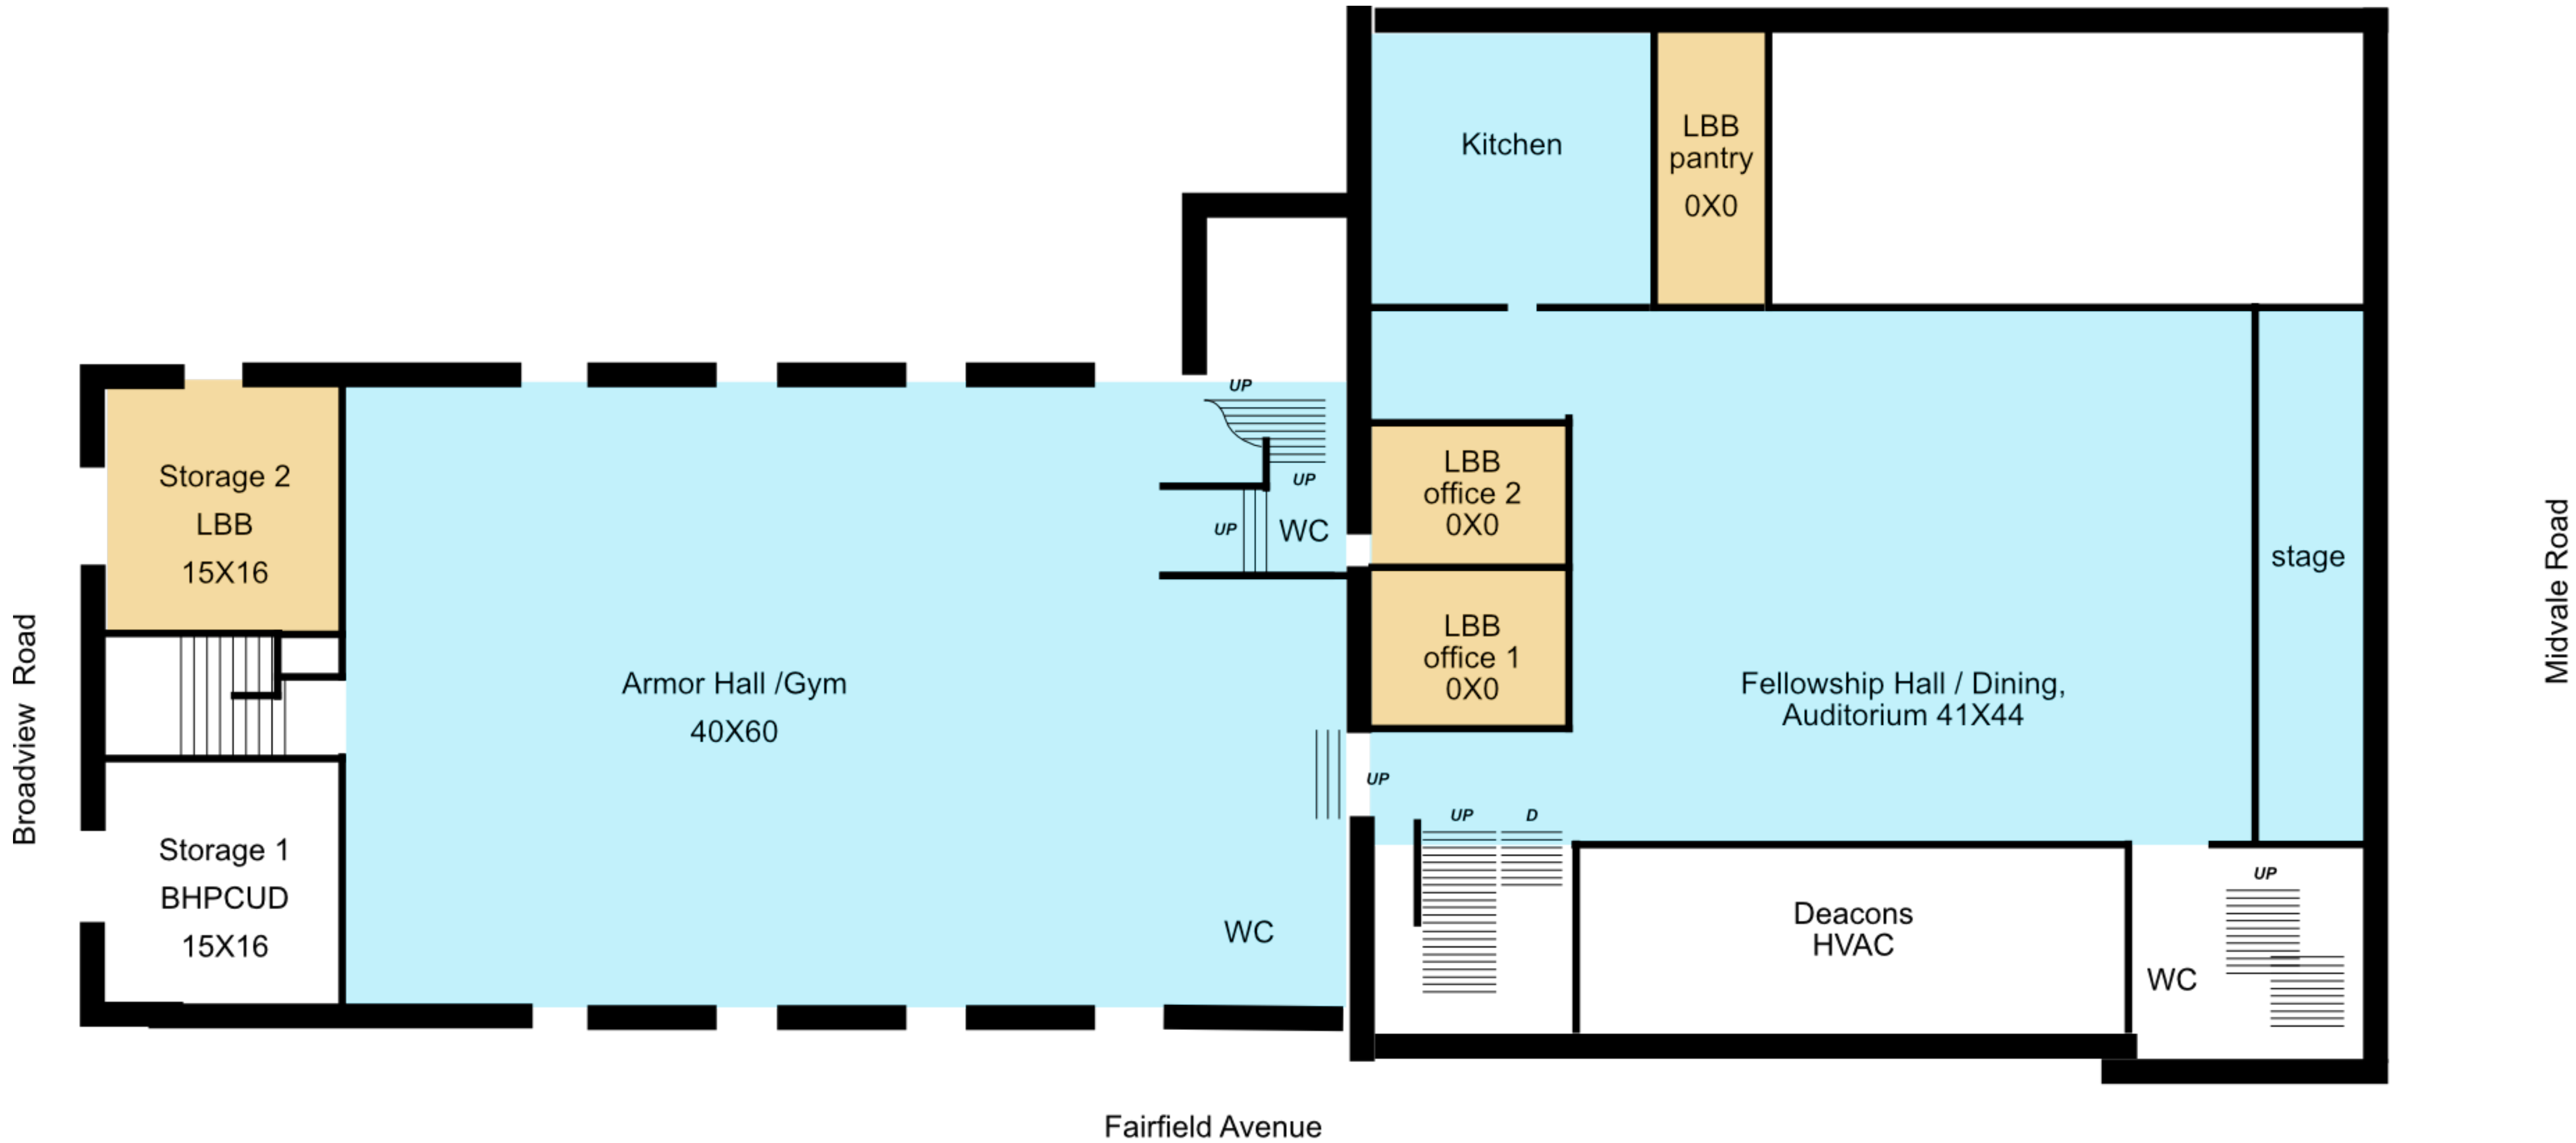 Kitchen
LBB
pantry
0X0
UP
Storage 2
LBB
15X16
UP
UP
WC
LBB
office 2
0X0
stage
Midvale Road
Broadview Road
Armor Hall /Gym
40X60
LBB
office 1
0X0
Fellowship Hall / Dining,
Auditorium 41X44
UP
UP
D
Storage 1
BHPCUD
15X16
WC
Deacons
HVAC
UP
WC
Fairfield Avenue